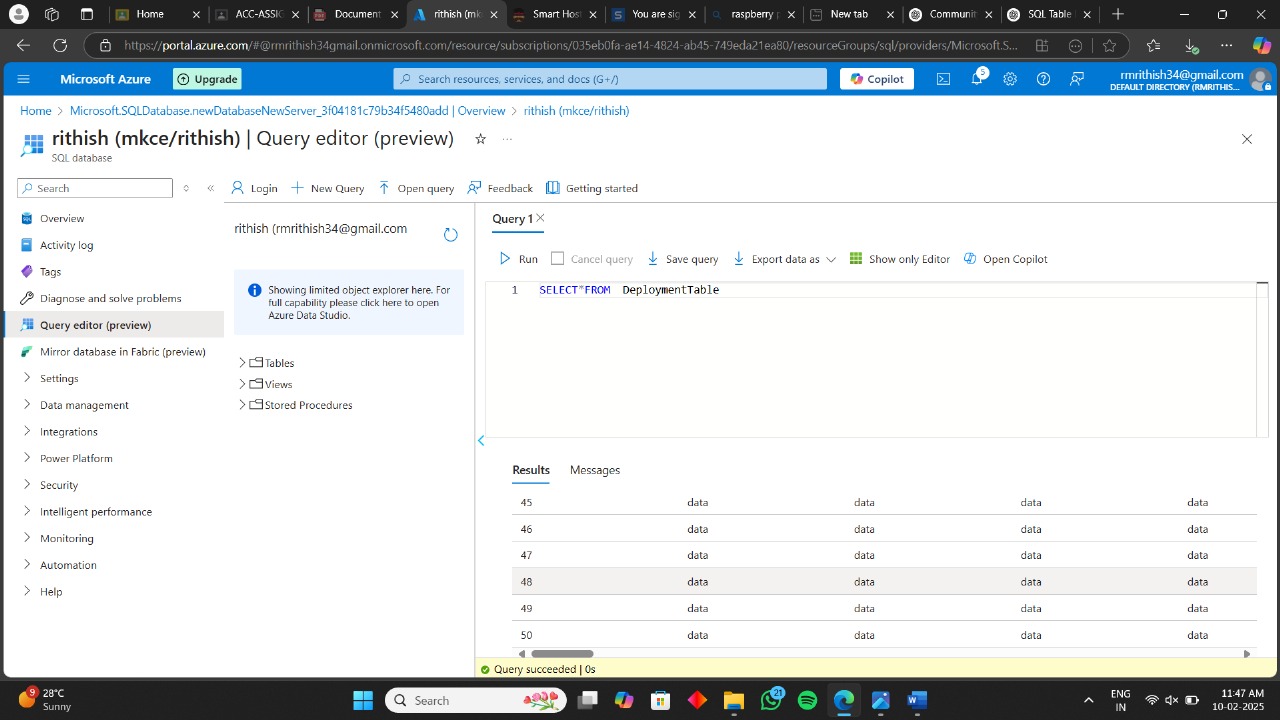 Home
ACC-ASSIG
Document
rithish (mk
Smart Hos
You are sig
raspberry p
New tab
Communit
SQL Table
https://portal.azure.com/#@rmrithish34gmail.onmicrosoft.com/resource/subscriptions/035eb0fa-ae14-4824-ab45-749eda21ea80/resourceGroups/sql/providers/Microsoft.S...
Microsoft Azure
Upgrade
Search resources, services, and docs (G+/)
Copilot
5
rmrithish34@gmail.com
DEFAULT DIRECTORY (RMRITHIS...
Home > Microsoft.SQLDatabase.newDatabaseNewServer_3f04181c79b34f5480add | Overview > rithish (mkce/rithish)
rithish (mkce/rithish) | Query editor (preview)
SQL database
Search
Login
New Query
Open query
Feedback
Getting started
Overview
Activity log
Tags
Diagnose and solve problems
Query editor (preview)
Mirror database in Fabric (preview)
Settings
Data management
Integrations
Power Platform
Security
Intelligent performance
Monitoring
Automation
Help
rithish (rmrithish34@gmail.com
Showing limited object explorer here. For
full capability please click here to open
Azure Data Studio.
Tables
Views
Stored Procedures
Query 1
Run
Cancel query
Save query
Export data as
Show only Editor
Open Copilot
1 SELECT*FROM  DeploymentTable
Results Messages
45 data data data data
46 data data data data
47 data data data data
48 data data data data
49 data data data data
50 data data data data
Query succeeded | 0s
9
28°C
Sunny
Search
21
ENG
IN
11:47 AM
10-02-2025